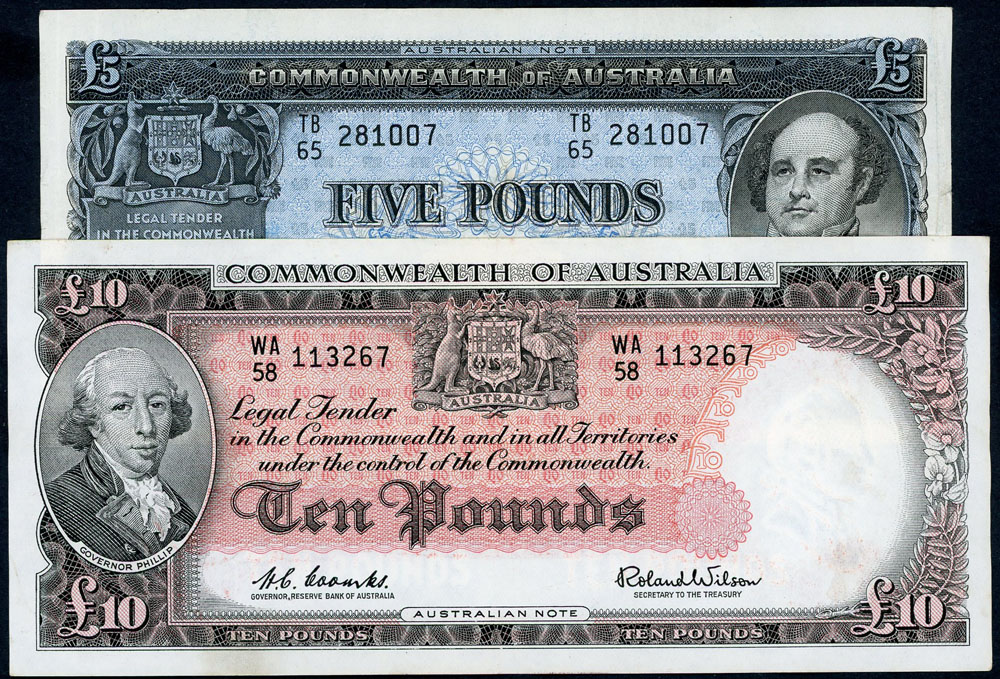 AUSTRALIAN NOTE
£5 COMMONWEALTH OF AUSTRALIA £5
TB 65 281007 TB 65 281007
AUSTRALIA
FIVE POUNDS
LEGAL TENDER
IN THE COMMONWEALTH
COMMONWEALTH OF AUSTRALIA
£10 £10
WA 58 113267 WA 58 113267
AUSTRALIA
Legal Tender
in the Commonwealth and in all Territories
under the control of the Commonwealth.
Ten Pounds
GOVERNOR PHILLIP
H.C. Coombs. Roland Wilson
GOVERNOR, RESERVE BANK OF AUSTRALIA SECRETARY TO THE TREASURY
£10 AUSTRALIAN NOTE £10
TEN POUNDS TEN POUNDS